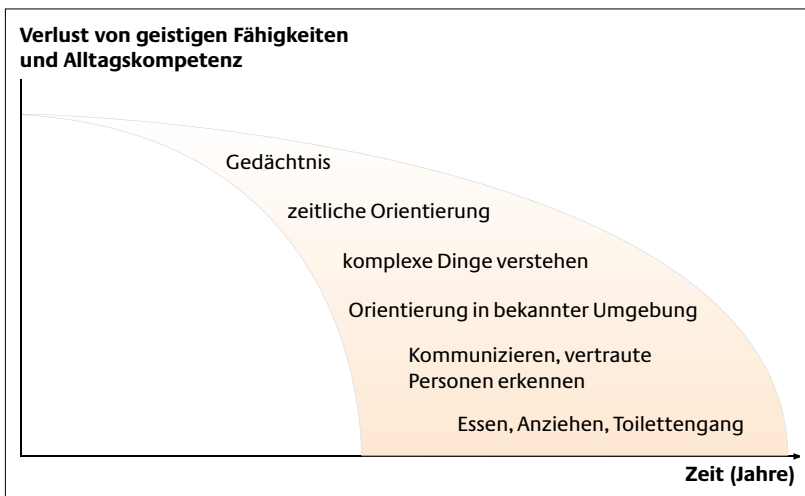 Verlust von geistigen Fähigkeiten
und Alltagskompetenz
Gedächtnis
zeitliche Orientierung
komplexe Dinge verstehen
Orientierung in bekannter Umgebung
Kommunizieren, vertraute
Personen erkennen
Essen, Anziehen, Toilettengang
Zeit (Jahre)